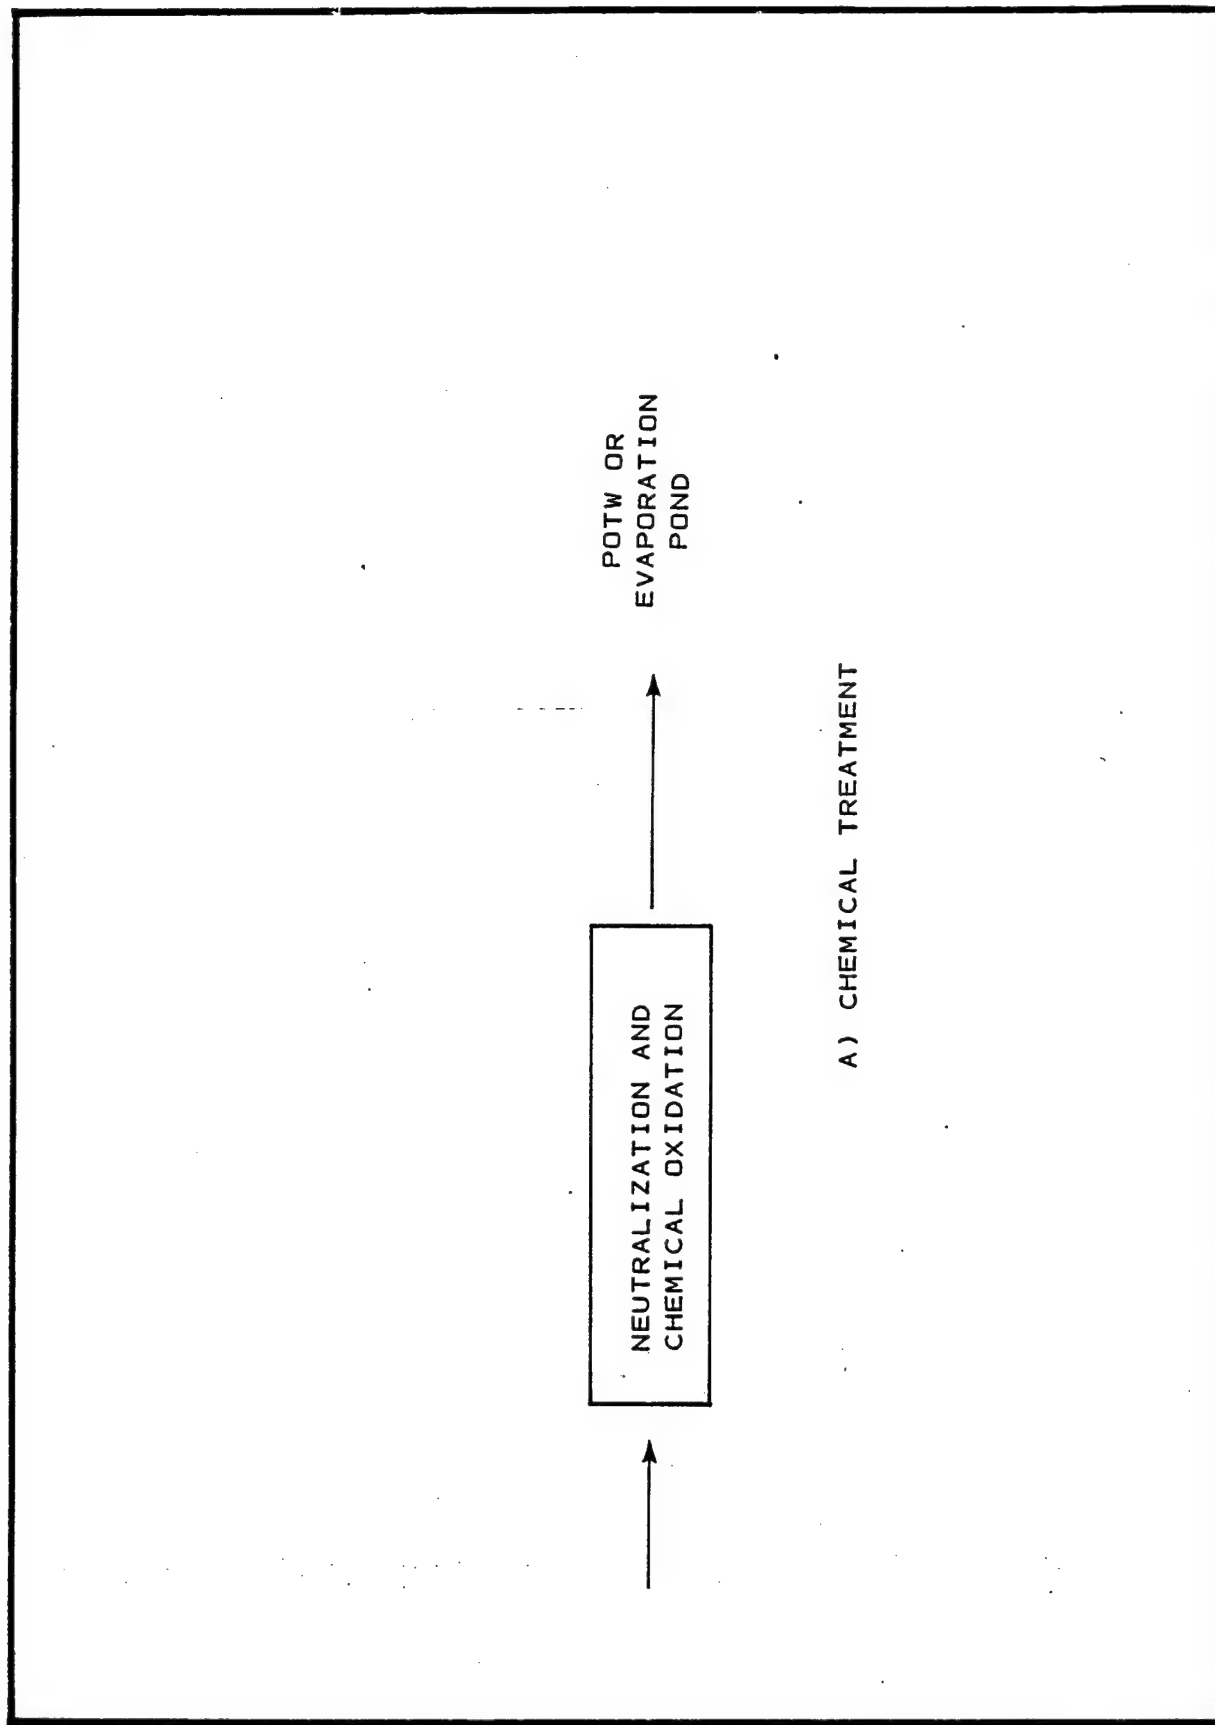 NEUTRALIZATION AND
CHEMICAL OXIDATION
POTW OR
EVAPORATION
POND
A) CHEMICAL TREATMENT